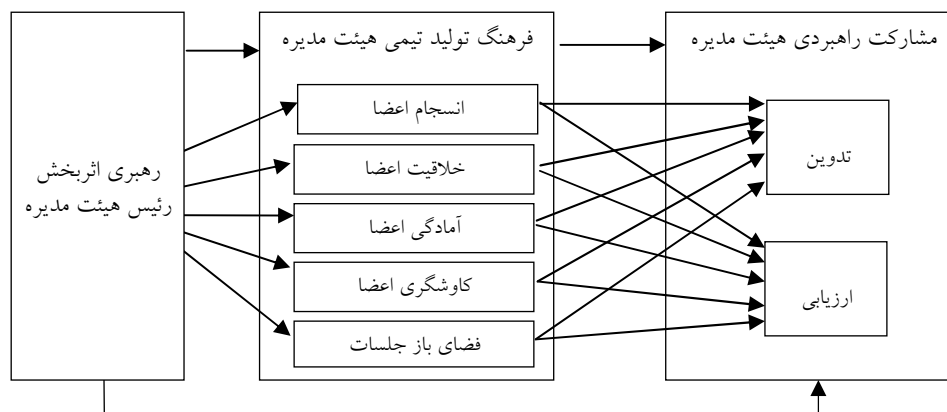 مشارکت راهبردی هیئت مدیره
فرهنگ تولید تیمی هیئت مدیره
انسجام اعضا
تدوین
خلاقیت اعضا
رهبری اثربخش
رئیس هیئت مدیره
آمادگی اعضا
کاوشگری اعضا
ارزیابی
فضای باز جلسات